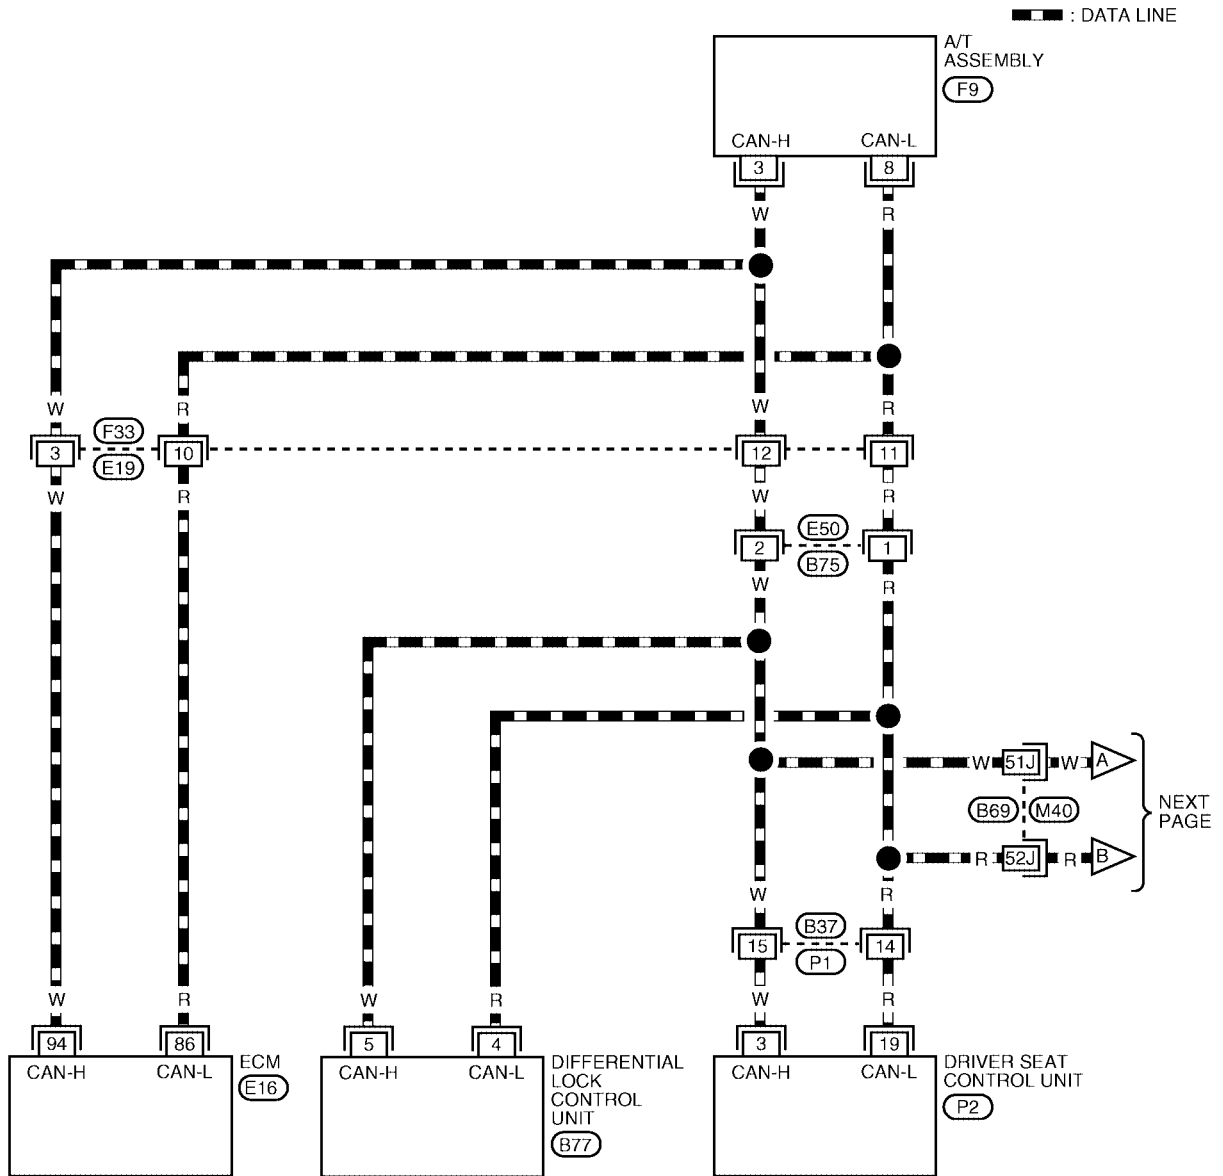 : DATA LINE
A/T
ASSEMBLY
F9
CAN-H CAN-L
3 8
W R
W R W R
3 F33 10 12 11
E19
W R W R
E50
2 1
B75
W R
W 51J W A
B69 M40
NEXT
PAGE
R 52J R B
W R
B37
15 14
P1
W R W R W R
94 86 5 4 3 19
CAN-H CAN-L
ECM
E16
CAN-H CAN-L
DIFFERENTIAL
LOCK
CONTROL
UNIT
B77
CAN-H CAN-L
DRIVER SEAT
CONTROL UNIT
P2